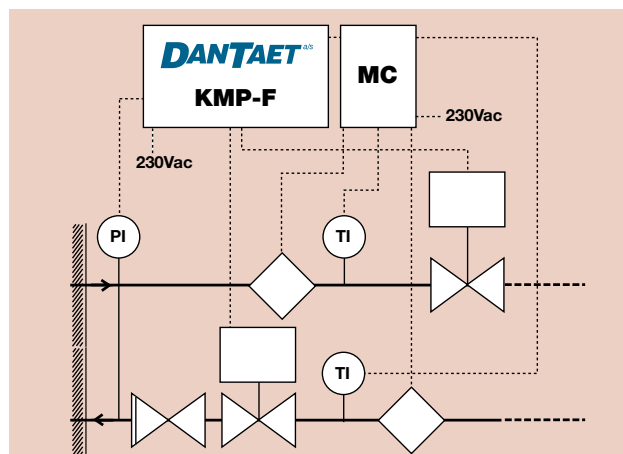 DANTAET a/s
KMP-F
MC
230Vac
230Vac
PI
TI
TI